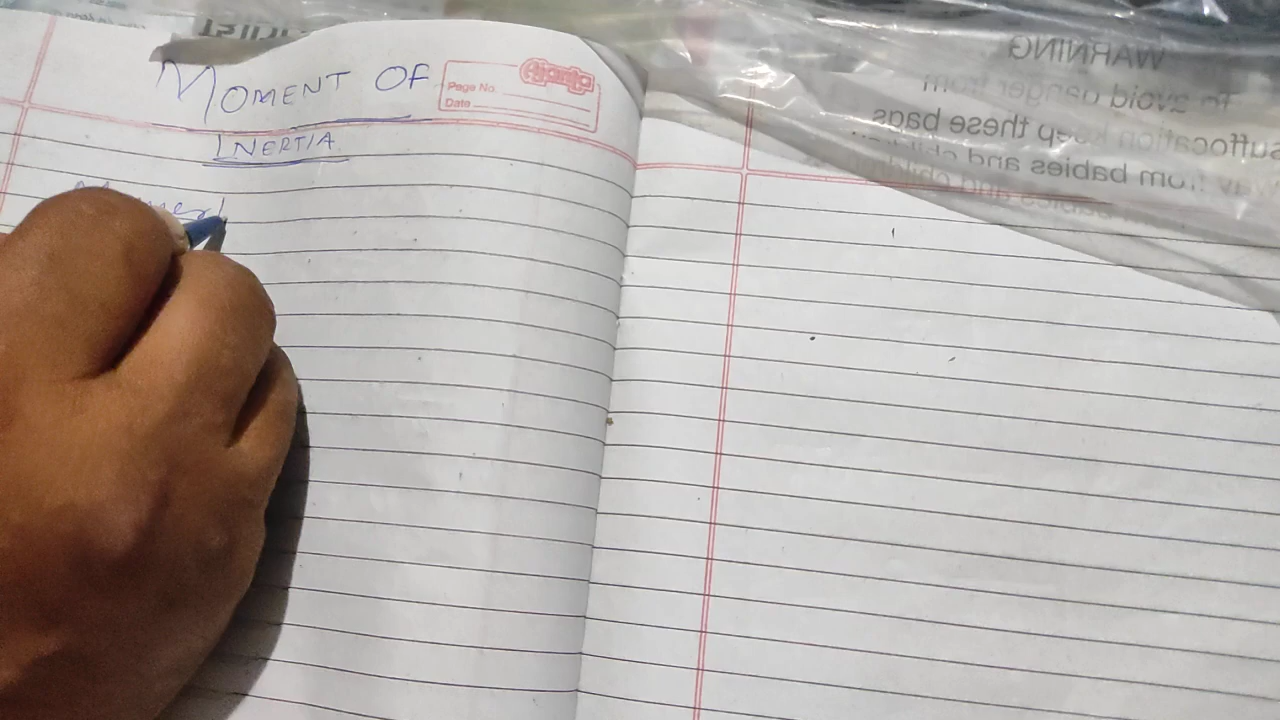 MOMENT OF
INERTIA
Ajanta
Page No.
Date
WARNING
To avoid danger from
suffocation keep these bags
away from babies and children